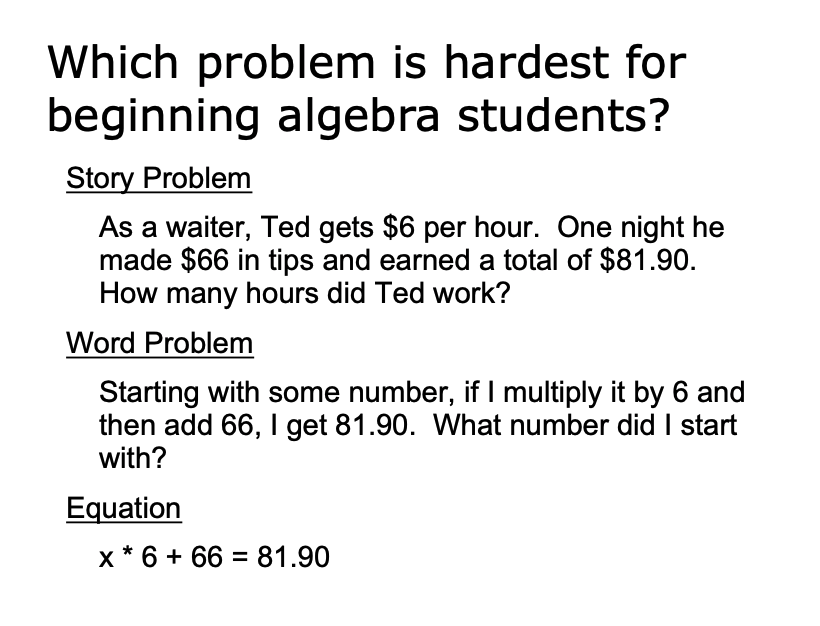 Which problem is hardest for
beginning algebra students?
Story Problem
As a waiter, Ted gets $6 per hour.  One night he
made $66 in tips and earned a total of $81.90.
How many hours did Ted work?
Word Problem
Starting with some number, if I multiply it by 6 and
then add 66, I get 81.90.  What number did I start
with?
Equation
x * 6 + 66 = 81.90